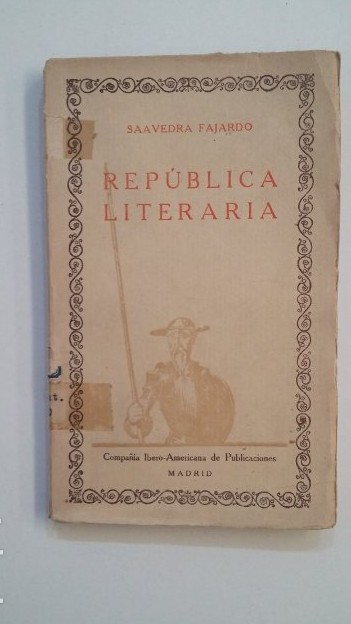 SAAVEDRA FAJARDO
REPÚBLICA
LITERARIA
Compañía Ibero-Americana de Publicaciones
MADRID